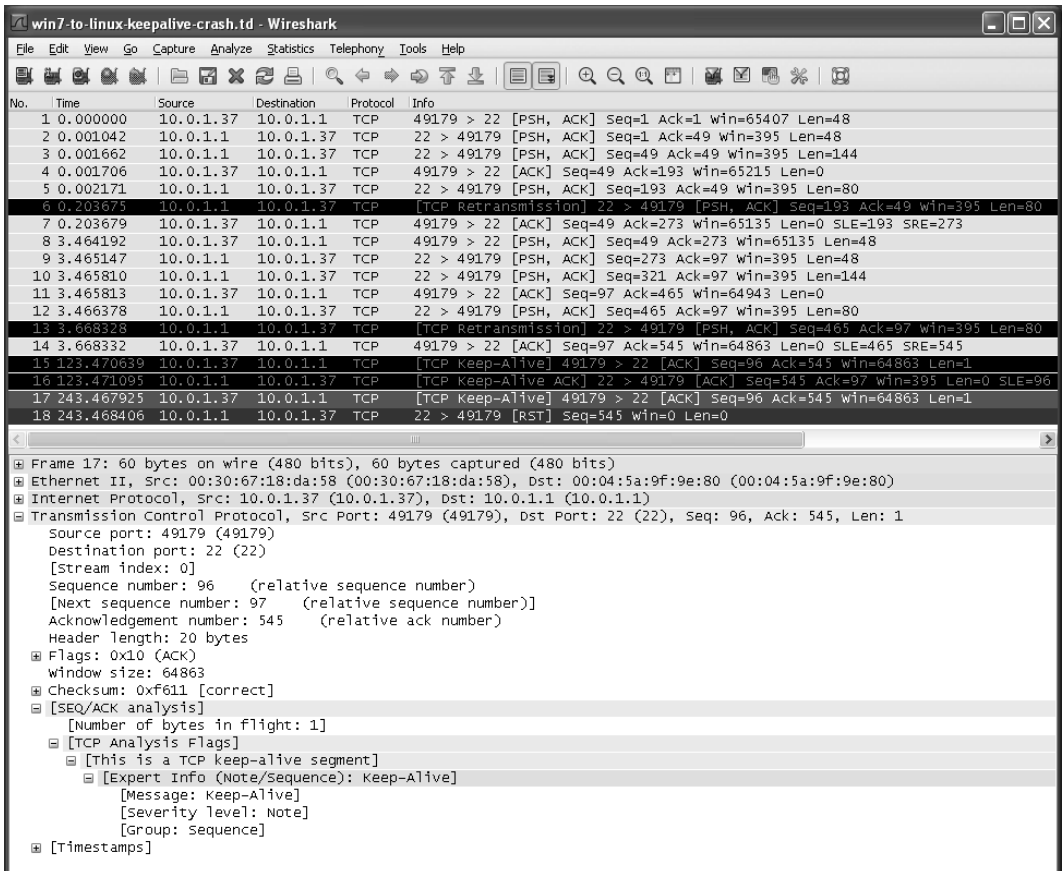 win7-to-linux-keepalive-crash.td - Wireshark
File Edit View Go Capture Analyze Statistics Telephony Tools Help
No. Time Source Destination Protocol Info
1 0.000000 10.0.1.37 10.0.1.1 TCP 49179 > 22 [PSH, ACK] Seq=1 Ack=1 Win=65407 Len=48
2 0.001042 10.0.1.1 10.0.1.37 TCP 22 > 49179 [PSH, ACK] Seq=1 Ack=49 Win=395 Len=48
3 0.001662 10.0.1.1 10.0.1.37 TCP 22 > 49179 [PSH, ACK] Seq=49 Ack=49 Win=395 Len=144
4 0.001706 10.0.1.37 10.0.1.1 TCP 49179 > 22 [ACK] Seq=49 Ack=193 Win=65215 Len=0
5 0.002171 10.0.1.1 10.0.1.37 TCP 22 > 49179 [PSH, ACK] Seq=193 Ack=49 Win=395 Len=80
6 0.203675 10.0.1.1 10.0.1.37 TCP [TCP Retransmission] 22 > 49179 [PSH, ACK] Seq=193 Ack=49 Win=395 Len=80
7 0.203679 10.0.1.37 10.0.1.1 TCP 49179 > 22 [ACK] Seq=49 Ack=273 Win=65135 Len=0 SLE=193 SRE=273
8 3.464192 10.0.1.37 10.0.1.1 TCP 49179 > 22 [PSH, ACK] Seq=49 Ack=273 Win=65135 Len=48
9 3.465147 10.0.1.1 10.0.1.37 TCP 22 > 49179 [PSH, ACK] Seq=273 Ack=97 Win=395 Len=48
10 3.465810 10.0.1.1 10.0.1.37 TCP 22 > 49179 [PSH, ACK] Seq=321 Ack=97 Win=395 Len=144
11 3.465813 10.0.1.37 10.0.1.1 TCP 49179 > 22 [ACK] Seq=97 Ack=465 Win=64943 Len=0
12 3.466378 10.0.1.1 10.0.1.37 TCP 22 > 49179 [PSH, ACK] Seq=465 Ack=97 Win=395 Len=80
13 3.668328 10.0.1.1 10.0.1.37 TCP [TCP Retransmission] 22 > 49179 [PSH, ACK] Seq=465 Ack=97 Win=395 Len=80
14 3.668332 10.0.1.37 10.0.1.1 TCP 49179 > 22 [ACK] Seq=97 Ack=545 Win=64863 Len=0 SLE=465 SRE=545
15 123.470639 10.0.1.37 10.0.1.1 TCP [TCP Keep-Alive] 49179 > 22 [ACK] Seq=96 Ack=545 Win=64863 Len=1
16 123.471095 10.0.1.1 10.0.1.37 TCP [TCP Keep-Alive ACK] 22 > 49179 [ACK] Seq=545 Ack=97 Win=395 Len=0 SLE=96
17 243.467925 10.0.1.37 10.0.1.1 TCP [TCP Keep-Alive] 49179 > 22 [ACK] Seq=96 Ack=545 Win=64863 Len=1
18 243.468406 10.0.1.1 10.0.1.37 TCP 22 > 49179 [RST] Seq=545 Win=0 Len=0
Frame 17: 60 bytes on wire (480 bits), 60 bytes captured (480 bits)
Ethernet II, Src: 00:30:67:18:da:58 (00:30:67:18:da:58), Dst: 00:04:5a:9f:9e:80 (00:04:5a:9f:9e:80)
Internet Protocol, Src: 10.0.1.37 (10.0.1.37), Dst: 10.0.1.1 (10.0.1.1)
Transmission Control Protocol, Src Port: 49179 (49179), Dst Port: 22 (22), Seq: 96, Ack: 545, Len: 1
Source port: 49179 (49179)
Destination port: 22 (22)
[Stream index: 0]
Sequence number: 96 (relative sequence number)
[Next sequence number: 97 (relative sequence number)]
Acknowledgement number: 545 (relative ack number)
Header length: 20 bytes
Flags: 0x10 (ACK)
Window size: 64863
Checksum: 0xf611 [correct]
[SEQ/ACK analysis]
[Number of bytes in flight: 1]
[TCP Analysis Flags]
[This is a TCP keep-alive segment]
[Expert Info (Note/Sequence): Keep-Alive]
[Message: Keep-Alive]
[Severity level: Note]
[Group: Sequence]
[Timestamps]